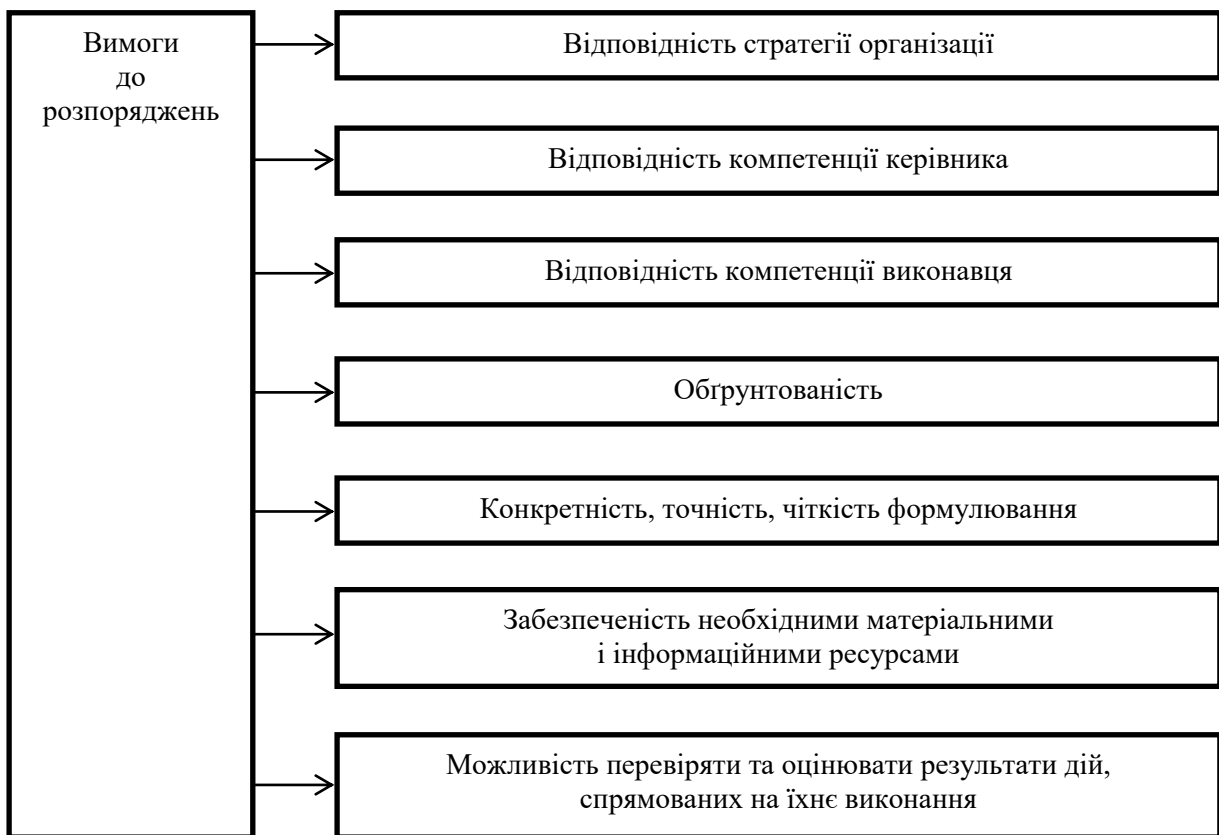 Вимоги
до
розпоряджень
Відповідність стратегії організації
Відповідність компетенції керівника
Відповідність компетенції виконавця
Обґрунтованість
Конкретність, точність, чіткість формулювання
Забезпеченість необхідними матеріальними
і інформаційними ресурсами
Можливість перевіряти та оцінювати результати дій,
спрямованих на їхнє виконання